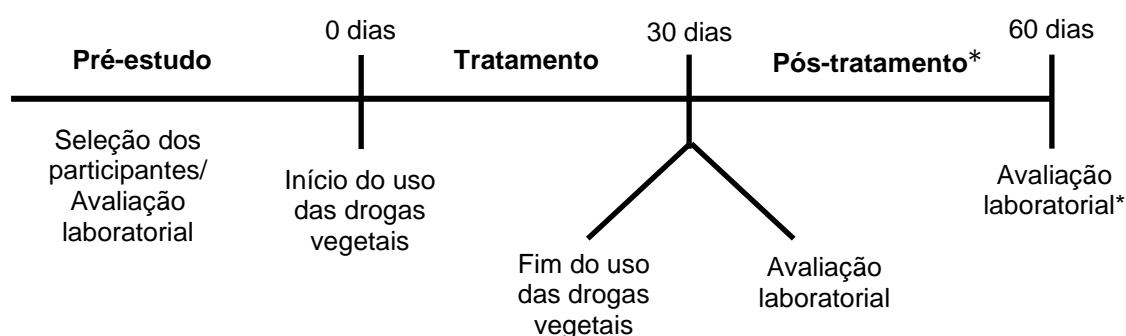 0 dias
30 dias
60 dias
Pré-estudo
Tratamento
Pós-tratamento*
Seleção dos
participantes/
Avaliação
laboratorial
Início do uso
das drogas
vegetais
Fim do uso
das drogas
vegetais
Avaliação
laboratorial
Avaliação
laboratorial*